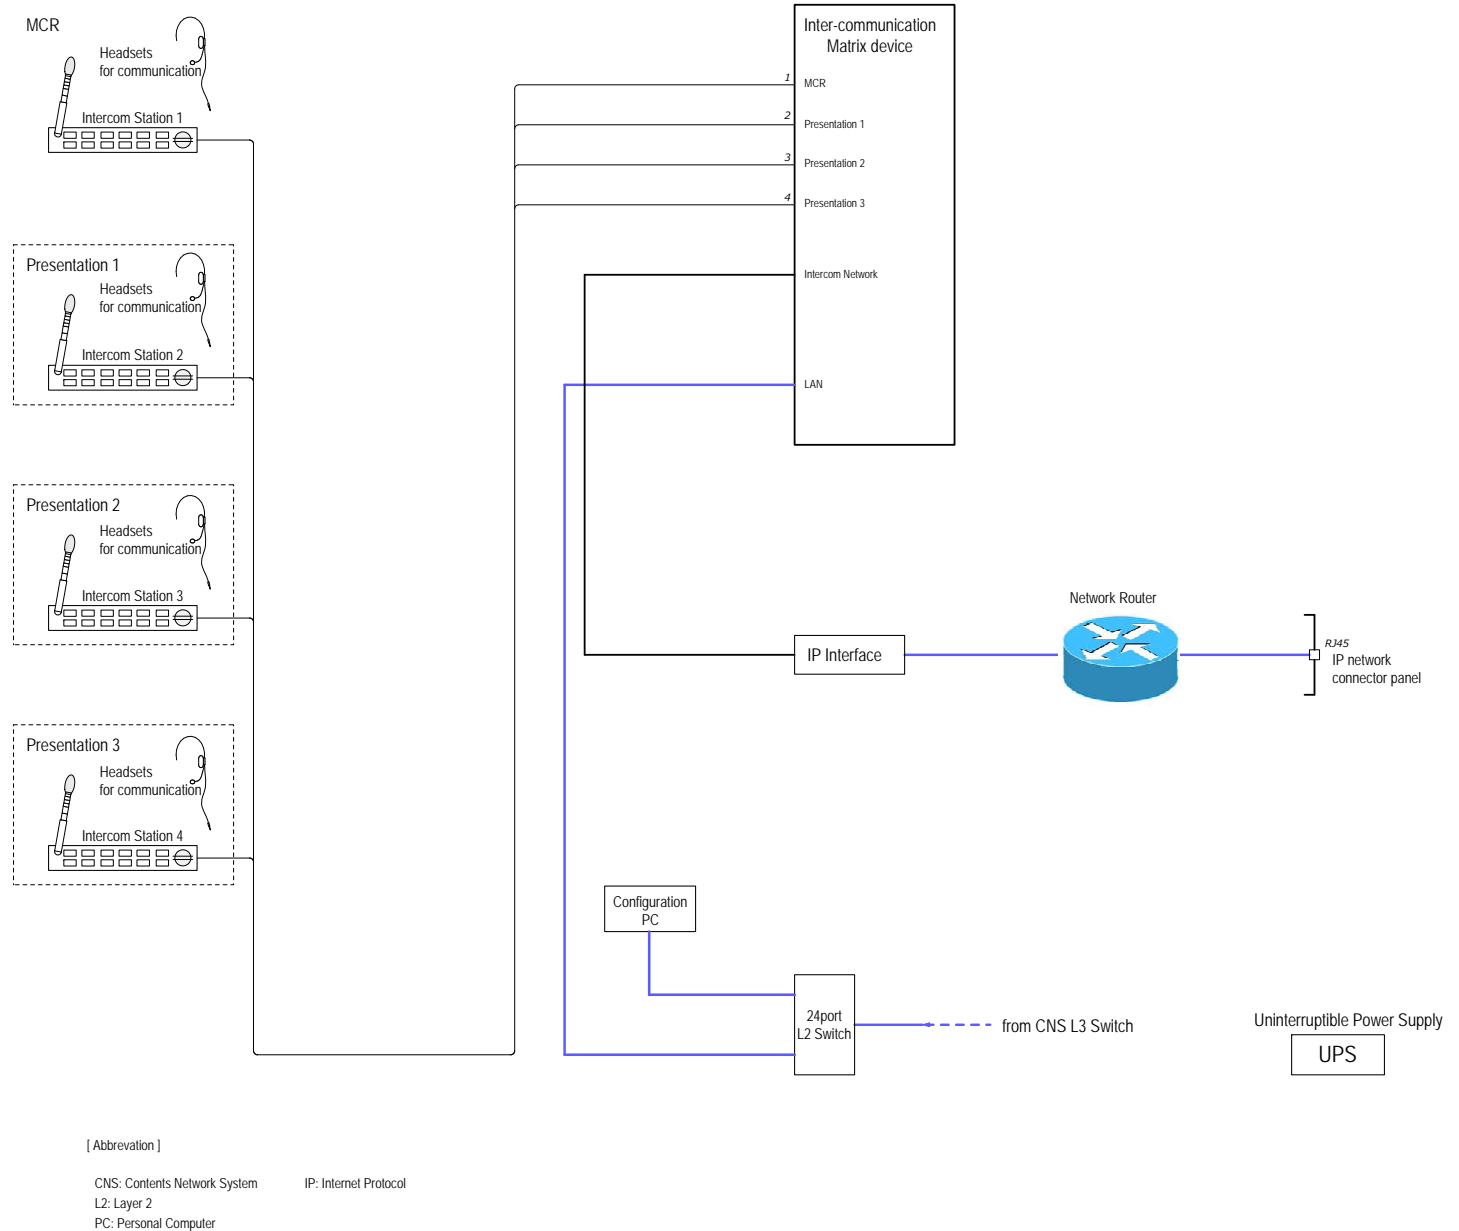 MCR
Headsets
for communication
Intercom Station 1
Presentation 1
Headsets
for communication
Intercom Station 2
Presentation 2
Headsets
for communication
Intercom Station 3
Presentation 3
Headsets
for communication
Intercom Station 4
Inter-communication
Matrix device
1
MCR
2
Presentation 1
3
Presentation 2
4
Presentation 3
Intercom Network
LAN
IP Interface
Network Router
RJ45
IP network
connector panel
Configuration
PC
24port
L2 Switch
from CNS L3 Switch
Uninterruptible Power Supply
UPS
[ Abbrevation ]
CNS: Contents Network System
IP: Internet Protocol
L2: Layer 2
PC: Personal Computer